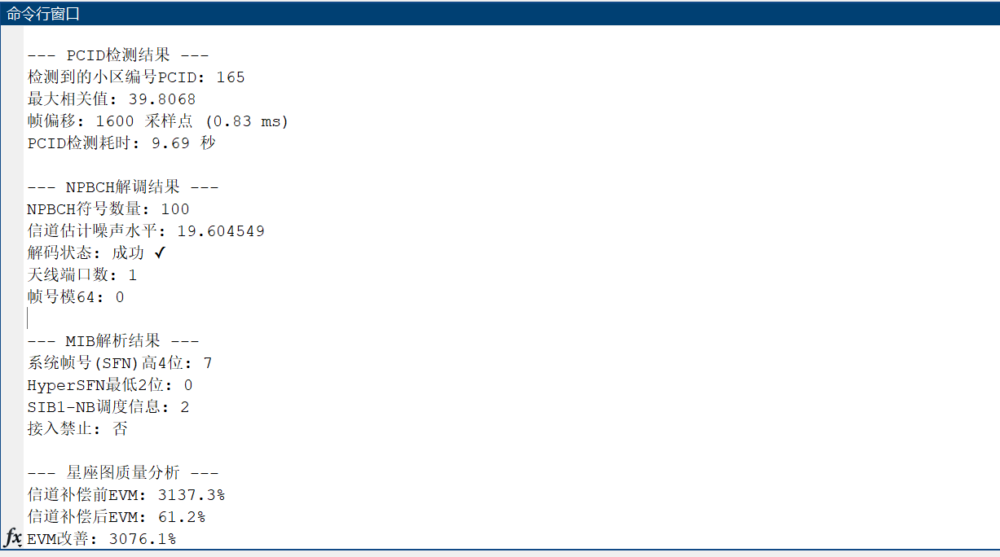 命令行窗口
--- PCID检测结果 ---
检测到的小区编号PCID: 165
最大相关值: 39.8068
帧偏移: 1600 采样点 (0.83 ms)
PCID检测耗时: 9.69 秒
--- NPBCH解调结果 ---
NPBCH符号数量: 100
信道估计噪声水平: 19.604549
解码状态: 成功 ✓
天线端口数: 1
帧号模64: 0
--- MIB解析结果 ---
系统帧号(SFN)高4位: 7
HyperSFN最低2位: 0
SIB1-NB调度信息: 2
接入禁止: 否
--- 星座图质量分析 ---
信道补偿前EVM: 3137.3%
信道补偿后EVM: 61.2%
fx EVM改善: 3076.1%